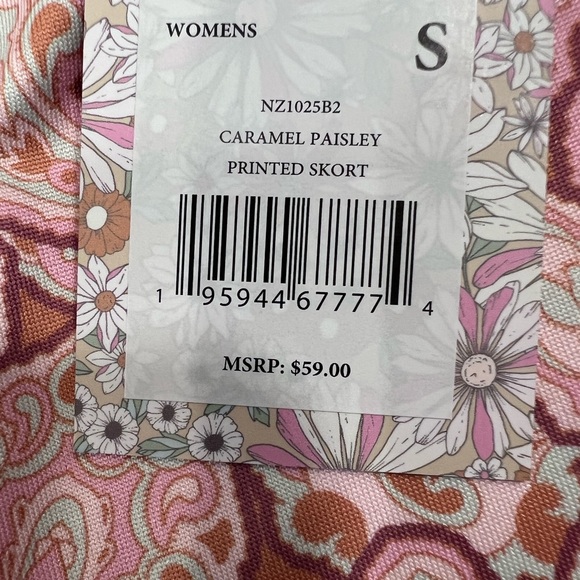 WOMENS
S
NZ1025B2
CARAMEL PAISLEY
PRINTED SKORT
1 95944 67777 4
MSRP: $59.00